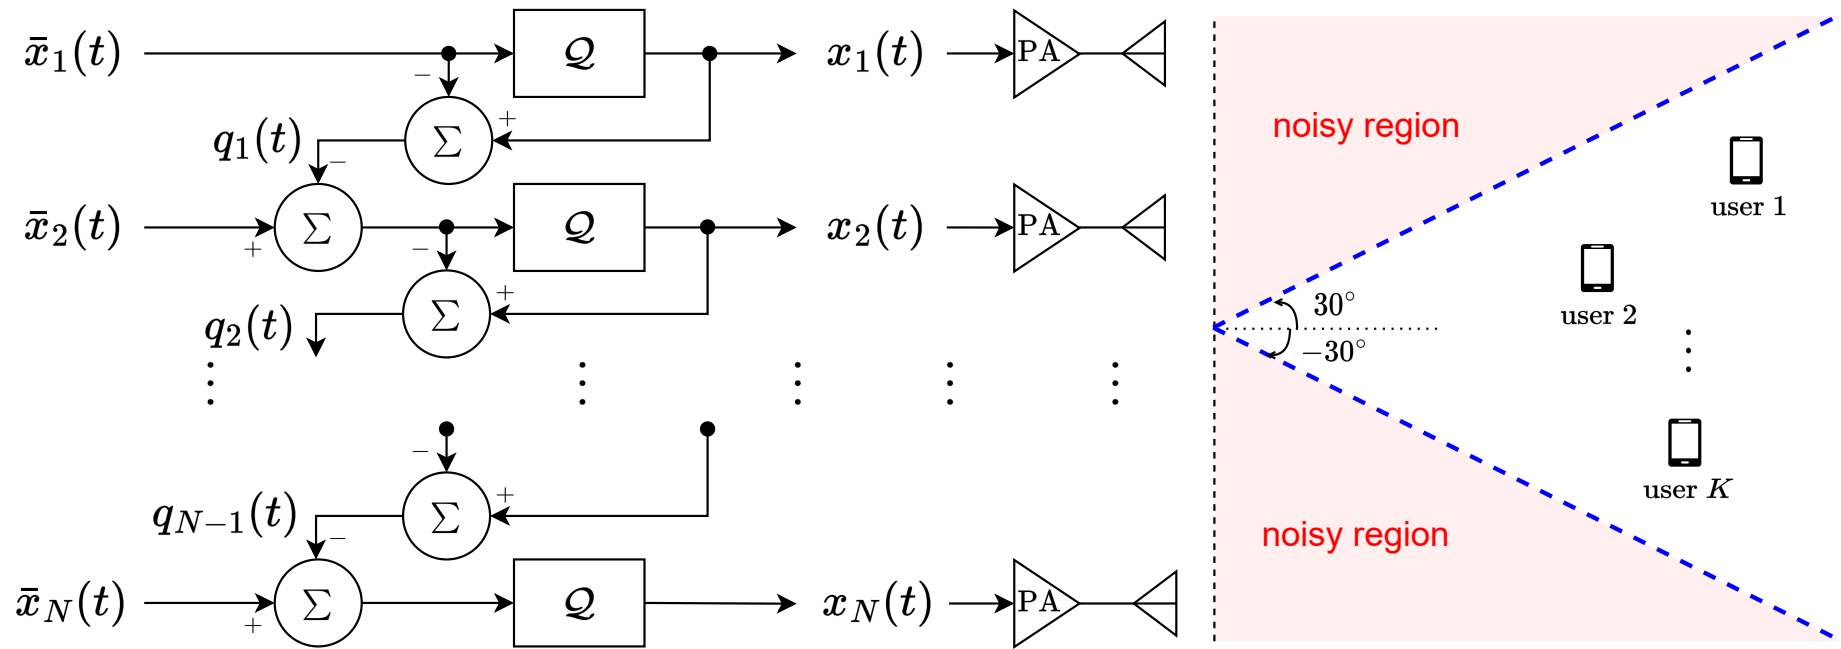 x̄₁(t) 𝒬 x₁(t) PA
− +
Σ
q₁(t) −
x̄₂(t) + Σ 𝒬 x₂(t) PA
− +
Σ
q₂(t)
⋮ ⋮ ⋮ ⋮ ⋮
− +
Σ
q_{N−1}(t) −
x̄_N(t) + Σ 𝒬 x_N(t) PA
noisy region
user 1
30°
user 2
−30°
⋮
user K
noisy region